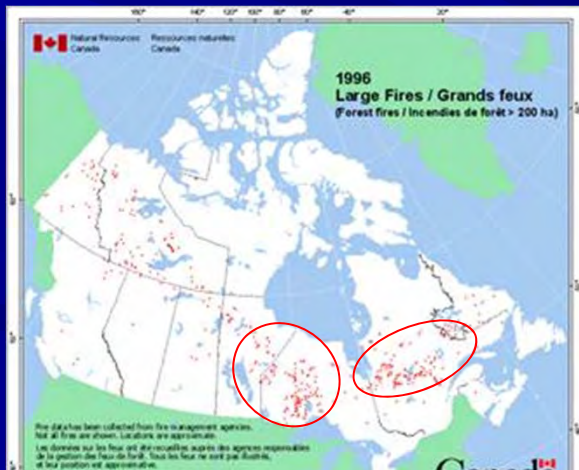 Natural Resources Ressources naturelles
Canada Canada
1996
Large Fires / Grands feux
(Forest fires / Incendies de forêt > 200 ha)
Fire data has been collected from fire management agencies.
Not all fires are shown. Locations are approximate.
Les données sur les feux ont été recueillies auprès des agences responsables
de la gestion des feux de forêt. Tous les feux ne sont pas illustrés,
et leur position est approximative.